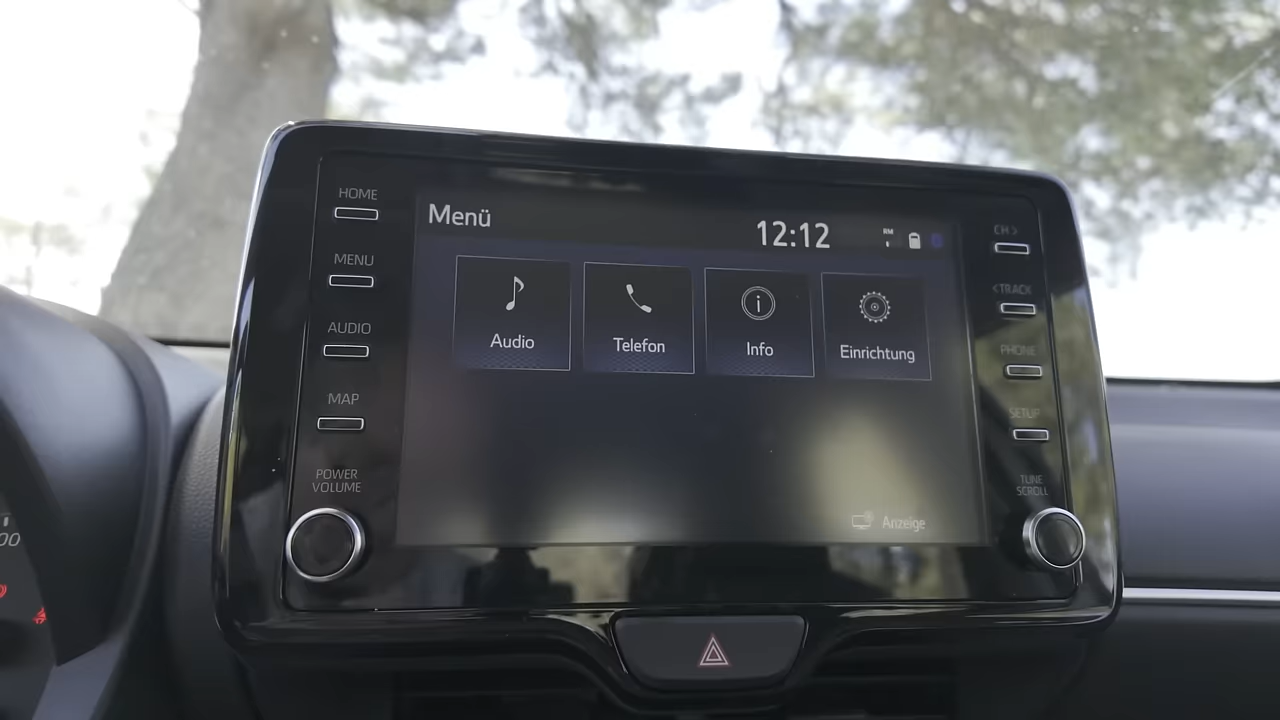 HOME
MENU
AUDIO
MAP
POWER
VOLUME
Menü
12:12
RM
Audio
Telefon
Info
Einrichtung
Anzeige
CH >
< TRACK
PHONE
SETUP
TUNE
SCROLL